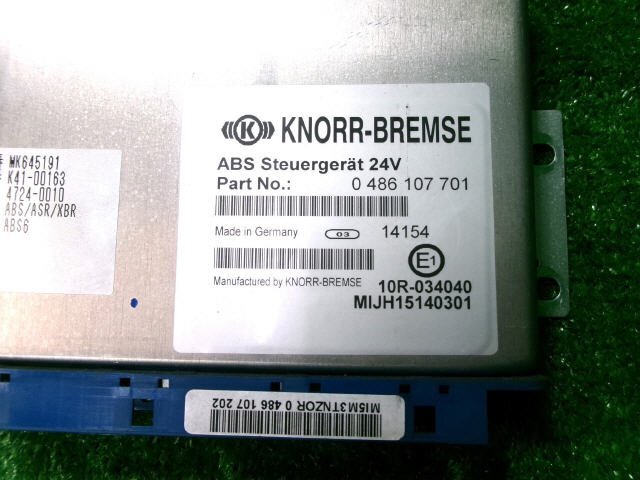 MK645191
K41-00163
4724-0010
ABS/ASR/XBR
ABS6
K KNORR-BREMSE
ABS Steuergerät 24V
Part No.: 0 486 107 701
Made in Germany 03 14154
E1
Manufactured by KNORR-BREMSE 10R-034040
MIJH15140301
MI5M3TNZOR 0 486 107 202